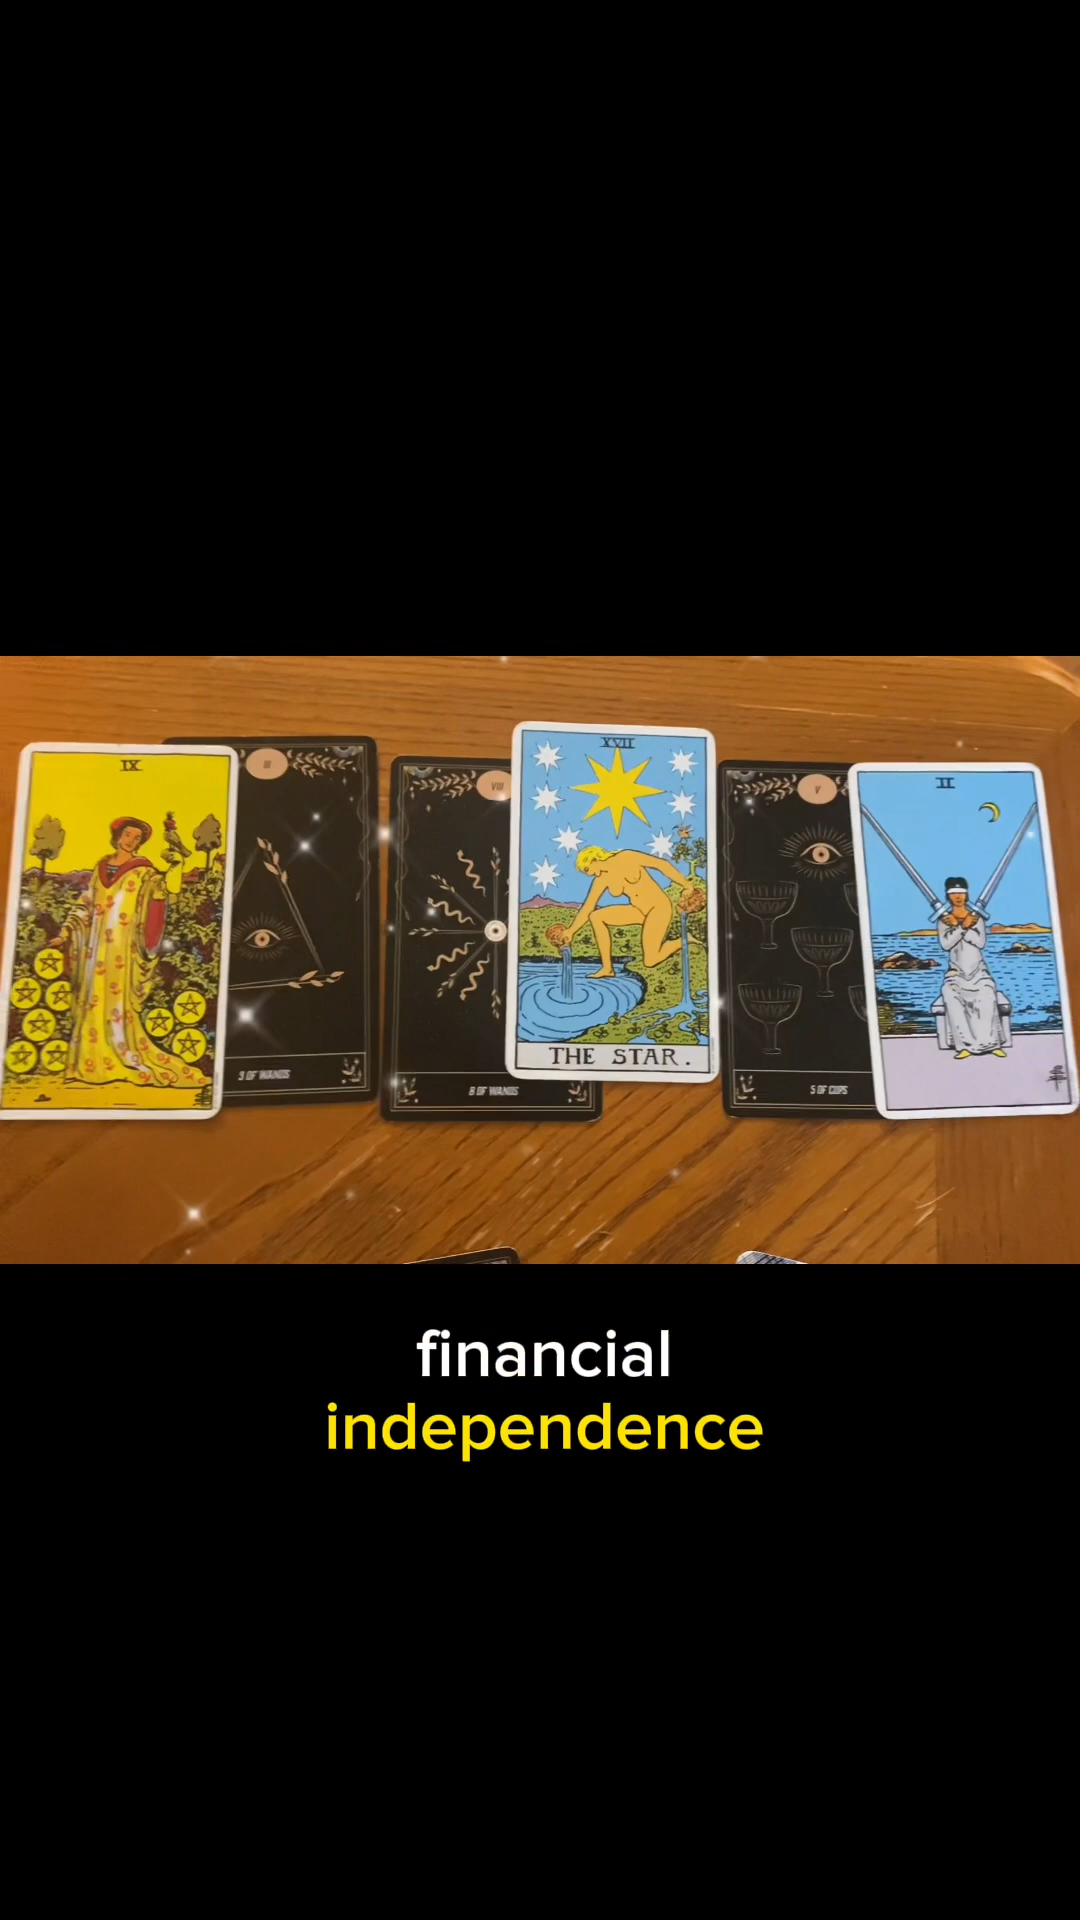 IX
III
VIII
XVII
V
II
THE STAR.
3 OF WANDS
8 OF WANDS
5 OF CUPS
financial
independence